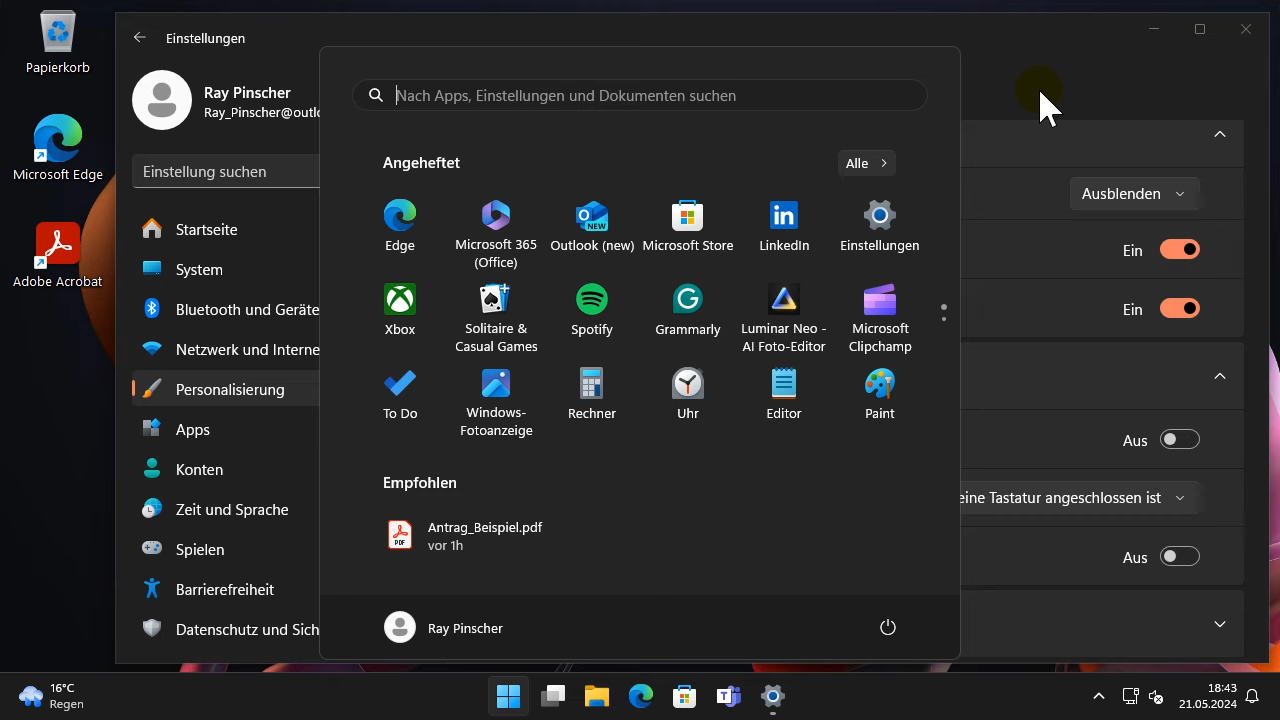 Papierkorb
Microsoft Edge
Adobe Acrobat
Einstellungen
Ray Pinscher
Ray_Pinscher@outlo
Einstellung suchen
Startseite
System
Bluetooth und Geräte
Netzwerk und Interne
Personalisierung
Apps
Konten
Zeit und Sprache
Spielen
Barrierefreiheit
Datenschutz und Sich
Nach Apps, Einstellungen und Dokumenten suchen
Angeheftet
Alle
Edge
Microsoft 365
(Office)
Outlook (new)
Microsoft Store
LinkedIn
Einstellungen
Xbox
Solitaire &
Casual Games
Spotify
Grammarly
Luminar Neo -
AI Foto-Editor
Microsoft
Clipchamp
To Do
Windows-
Fotoanzeige
Rechner
Uhr
Editor
Paint
Empfohlen
Antrag_Beispiel.pdf
vor 1h
Ray Pinscher
Ausblenden
Ein
Ein
Aus
eine Tastatur angeschlossen ist
Aus
16°C
Regen
18:43
21.05.2024